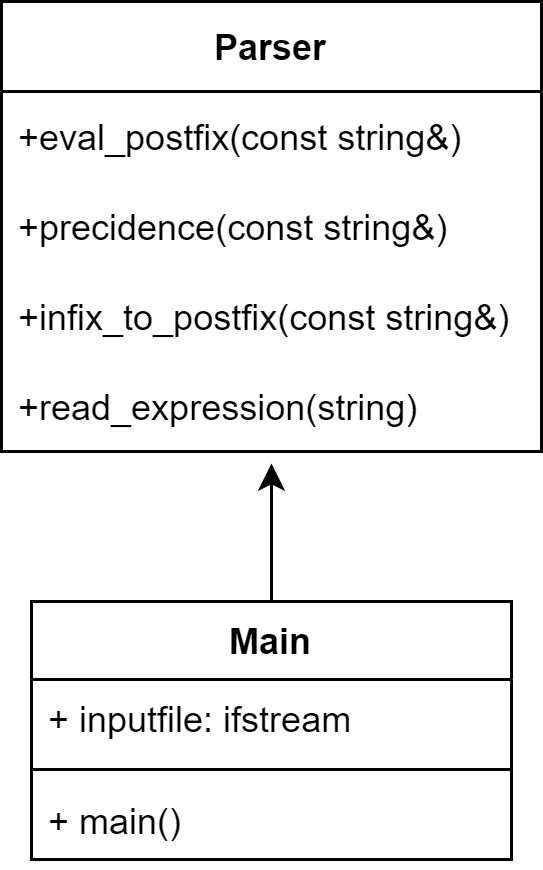 Parser
+eval_postfix(const string&)
+precidence(const string&)
+infix_to_postfix(const string&)
+read_expression(string)
Main
+ inputfile: ifstream
+ main()